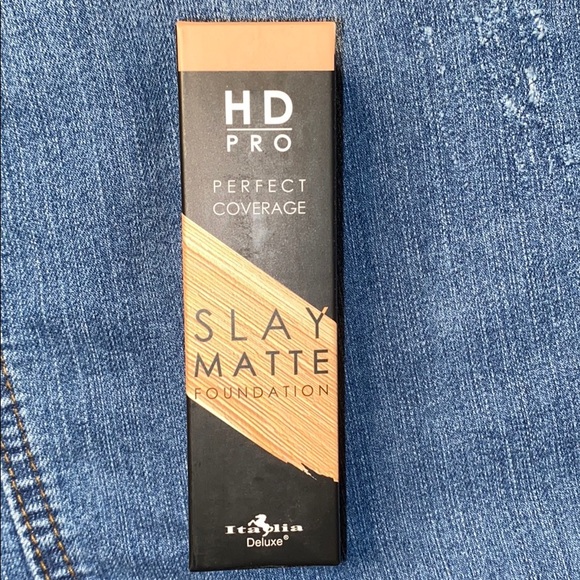 HD
PRO
PERFECT
COVERAGE
SLAY
MATTE
FOUNDATION
Italia
Deluxe®